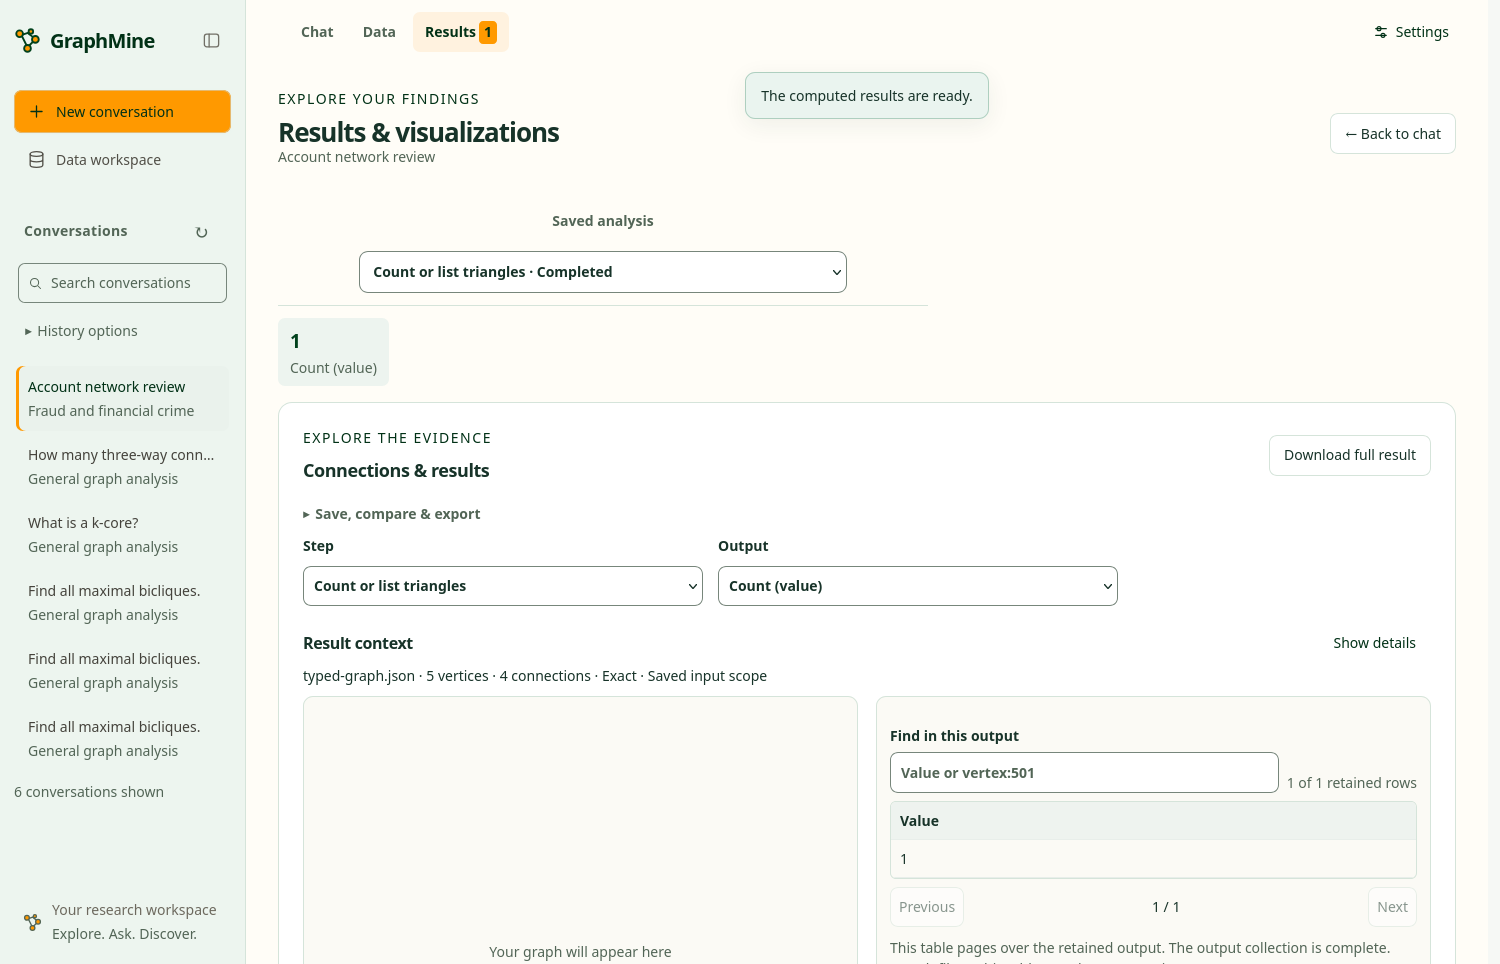 GraphMine
New conversation
Data workspace
Conversations
Search conversations
History options
Account network review
Fraud and financial crime
How many three-way conn...
General graph analysis
What is a k-core?
General graph analysis
Find all maximal bicliques.
General graph analysis
Find all maximal bicliques.
General graph analysis
Find all maximal bicliques.
General graph analysis
6 conversations shown
Your research workspace
Explore. Ask. Discover.
Chat Data Results 1 Settings
The computed results are ready.
EXPLORE YOUR FINDINGS
Results & visualizations
Account network review
← Back to chat
Saved analysis
Count or list triangles · Completed
1
Count (value)
EXPLORE THE EVIDENCE
Connections & results
Download full result
Save, compare & export
Step Output
Count or list triangles Count (value)
Result context Show details
typed-graph.json · 5 vertices · 4 connections · Exact · Saved input scope
Your graph will appear here
Find in this output
Value or vertex:501
1 of 1 retained rows
Value
1
Previous 1 / 1 Next
This table pages over the retained output. The output collection is complete.